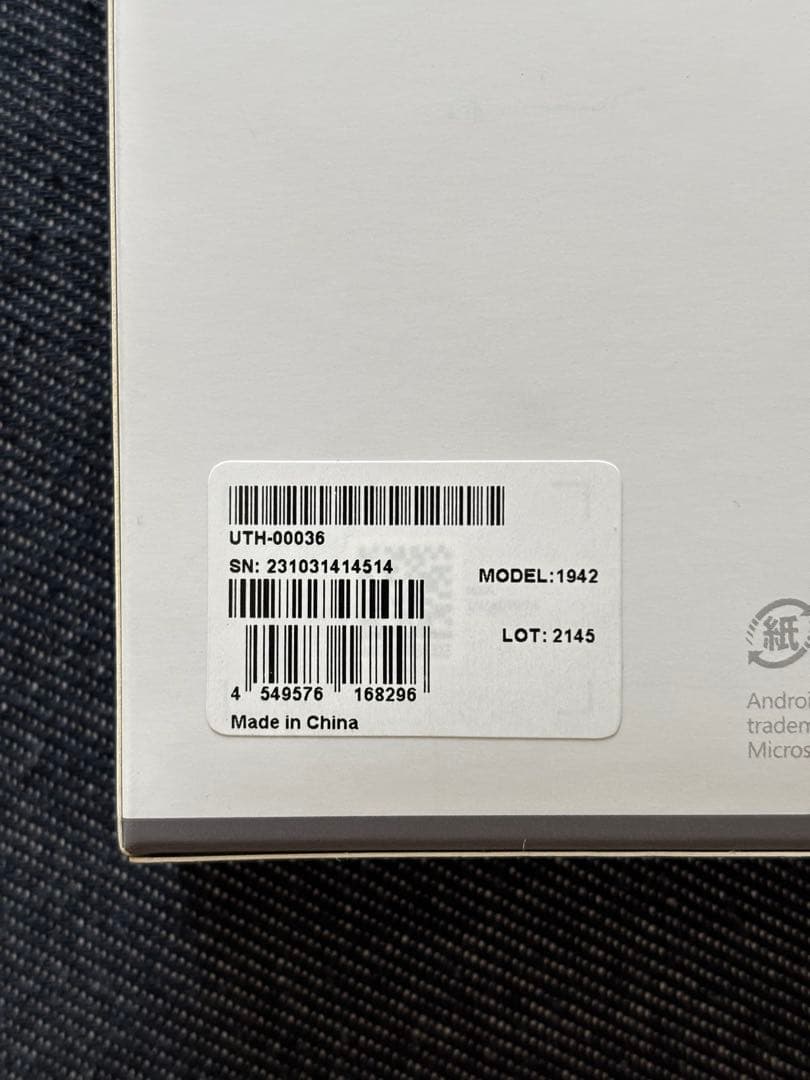 UTH-00036
SN: 231031414514
MODEL:1942
LOT: 2145
4 549576 168296
Made in China
紙
Androi
tradem
Micros